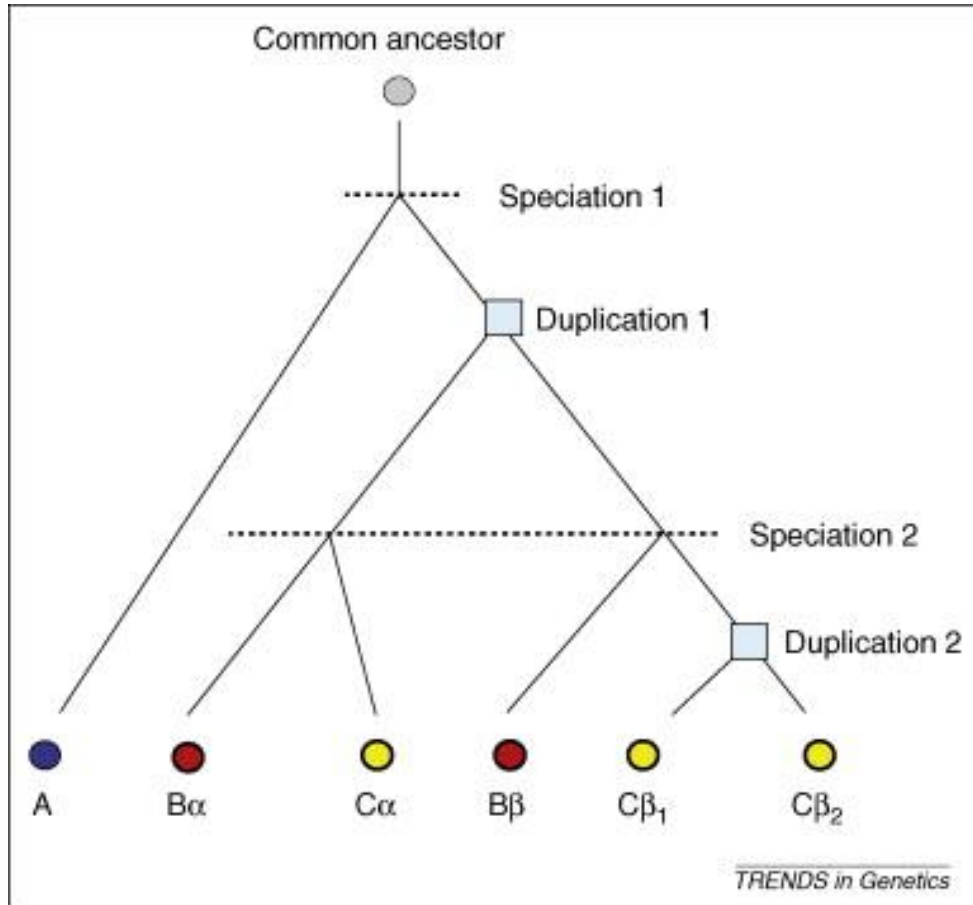 Common ancestor
Speciation 1
Duplication 1
Speciation 2
Duplication 2
A Bα Cα Bβ Cβ₁ Cβ₂
TRENDS in Genetics